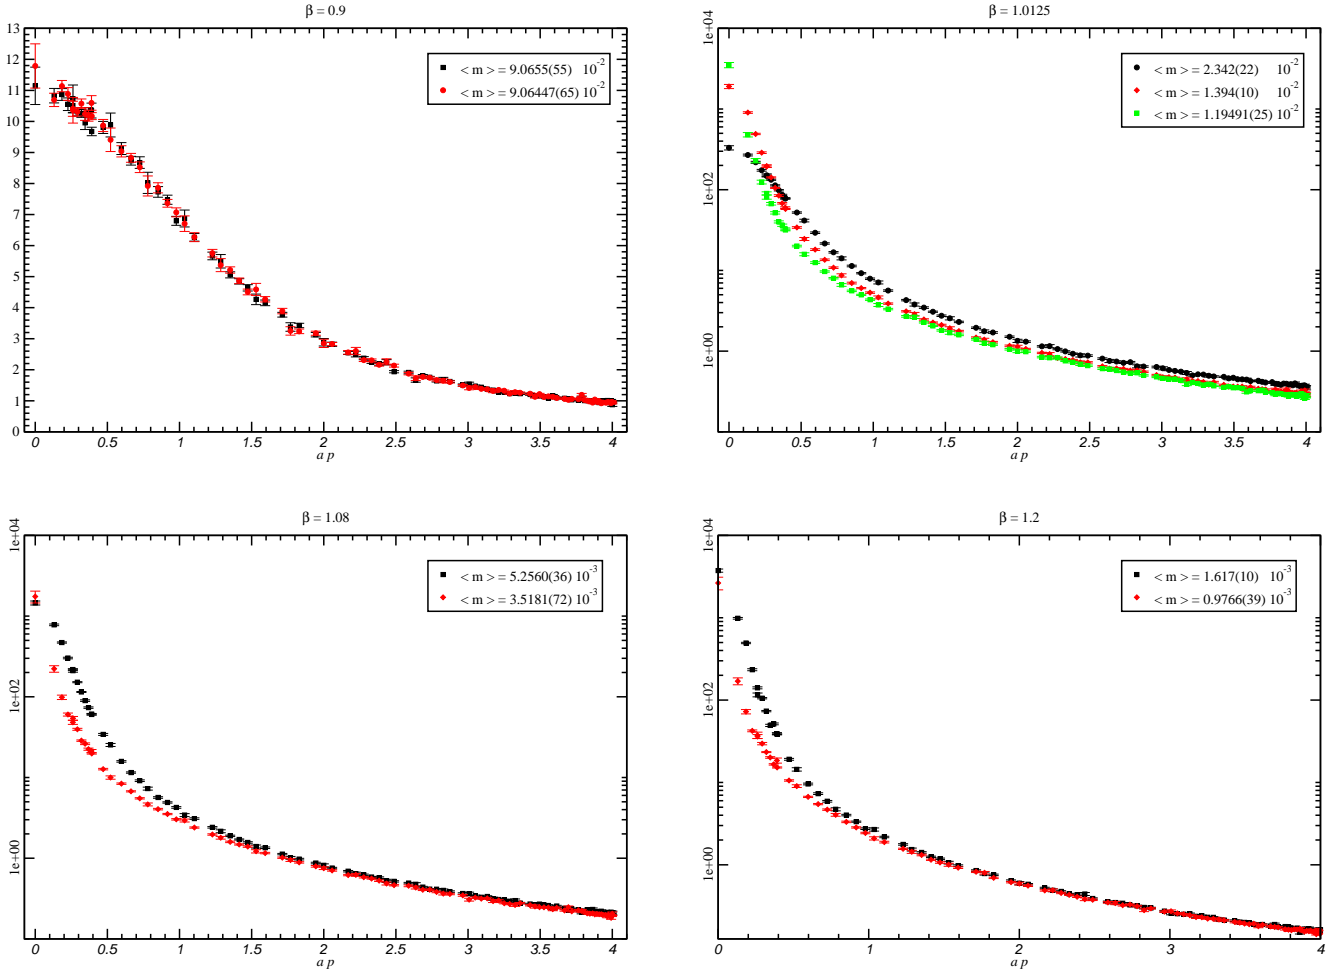 β = 0.9
13
12
11
10
9
8
7
6
5
4
3
2
1
0
< m > = 9.0655(55) 10^-2
< m > = 9.06447(65) 10^-2
0 0.5 1 1.5 2 2.5 3 3.5 4
a p
β = 1.0125
1e+04
1e+02
1e+00
< m > = 2.342(22) 10^-2
< m > = 1.394(10) 10^-2
< m > = 1.19491(25) 10^-2
0 0.5 1 1.5 2 2.5 3 3.5 4
a p
β = 1.08
1e+04
1e+02
1e+00
< m > = 5.2560(36) 10^-3
< m > = 3.5181(72) 10^-3
0 0.5 1 1.5 2 2.5 3 3.5 4
a p
β = 1.2
1e+04
1e+02
1e+00
< m > = 1.617(10) 10^-3
< m > = 0.9766(39) 10^-3
0 1 2 3 4
a p